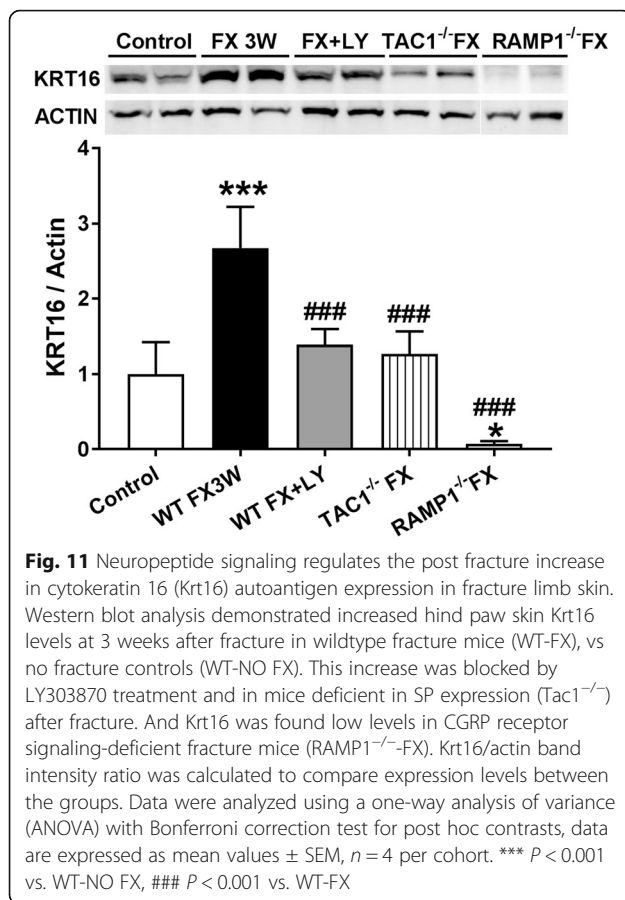 Control FX 3W FX+LY TAC1⁻/⁻FX RAMP1⁻/⁻FX
KRT16
ACTIN
KRT16 / Actin
4
3
2
1
0
***
###
###
###
*
Control
WT FX3W
WT FX+LY
TAC1⁻/⁻ FX
RAMP1⁻/⁻FX
Fig. 11 Neuropeptide signaling regulates the post fracture increase
in cytokeratin 16 (Krt16) autoantigen expression in fracture limb skin.
Western blot analysis demonstrated increased hind paw skin Krt16
levels at 3 weeks after fracture in wildtype fracture mice (WT-FX), vs
no fracture controls (WT-NO FX). This increase was blocked by
LY303870 treatment and in mice deficient in SP expression (Tac1⁻/⁻)
after fracture. And Krt16 was found low levels in CGRP receptor
signaling-deficient fracture mice (RAMP1⁻/⁻-FX). Krt16/actin band
intensity ratio was calculated to compare expression levels between
the groups. Data were analyzed using a one-way analysis of variance
(ANOVA) with Bonferroni correction test for post hoc contrasts, data
are expressed as mean values ± SEM, n = 4 per cohort. *** P < 0.001
vs. WT-NO FX, ### P < 0.001 vs. WT-FX